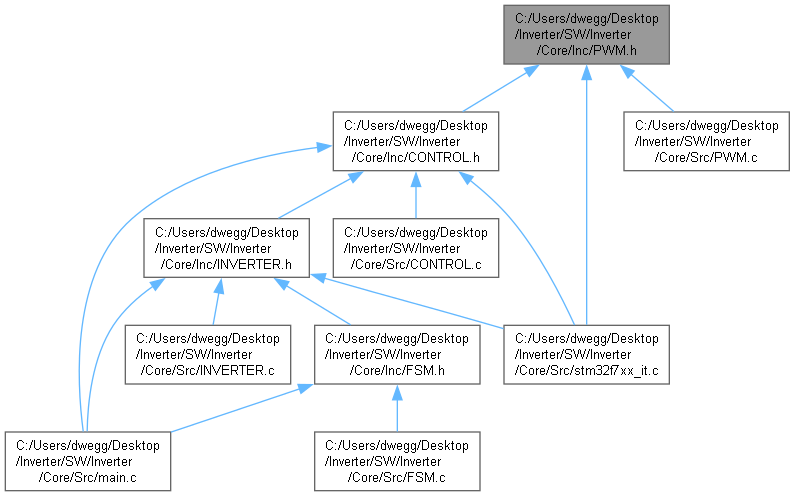 C:/Users/dwegg/Desktop
/Inverter/SW/Inverter
/Core/Inc/PWM.h
C:/Users/dwegg/Desktop
/Inverter/SW/Inverter
/Core/Inc/CONTROL.h
C:/Users/dwegg/Desktop
/Inverter/SW/Inverter
/Core/Src/PWM.c
C:/Users/dwegg/Desktop
/Inverter/SW/Inverter
/Core/Inc/INVERTER.h
C:/Users/dwegg/Desktop
/Inverter/SW/Inverter
/Core/Src/CONTROL.c
C:/Users/dwegg/Desktop
/Inverter/SW/Inverter
/Core/Src/INVERTER.c
C:/Users/dwegg/Desktop
/Inverter/SW/Inverter
/Core/Inc/FSM.h
C:/Users/dwegg/Desktop
/Inverter/SW/Inverter
/Core/Src/stm32f7xx_it.c
C:/Users/dwegg/Desktop
/Inverter/SW/Inverter
/Core/Src/main.c
C:/Users/dwegg/Desktop
/Inverter/SW/Inverter
/Core/Src/FSM.c